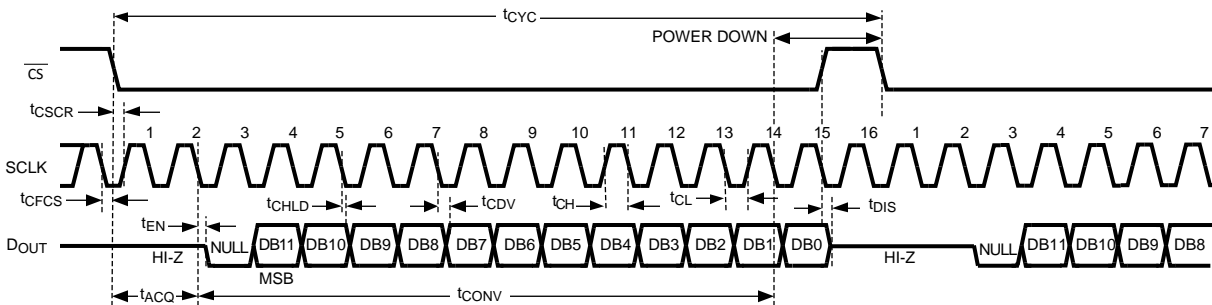 tCYC
POWER DOWN
CS
tCSCR
1 2 3 4 5 6 7 8 9 10 11 12 13 14 15 16 1 2 3 4 5 6 7
SCLK
tCFCS tCHLD tCDV tCH tCL tDIS
tEN
DOUT HI-Z NULL DB11 DB10 DB9 DB8 DB7 DB6 DB5 DB4 DB3 DB2 DB1 DB0 HI-Z NULL DB11 DB10 DB9 DB8
MSB
tACQ tCONV